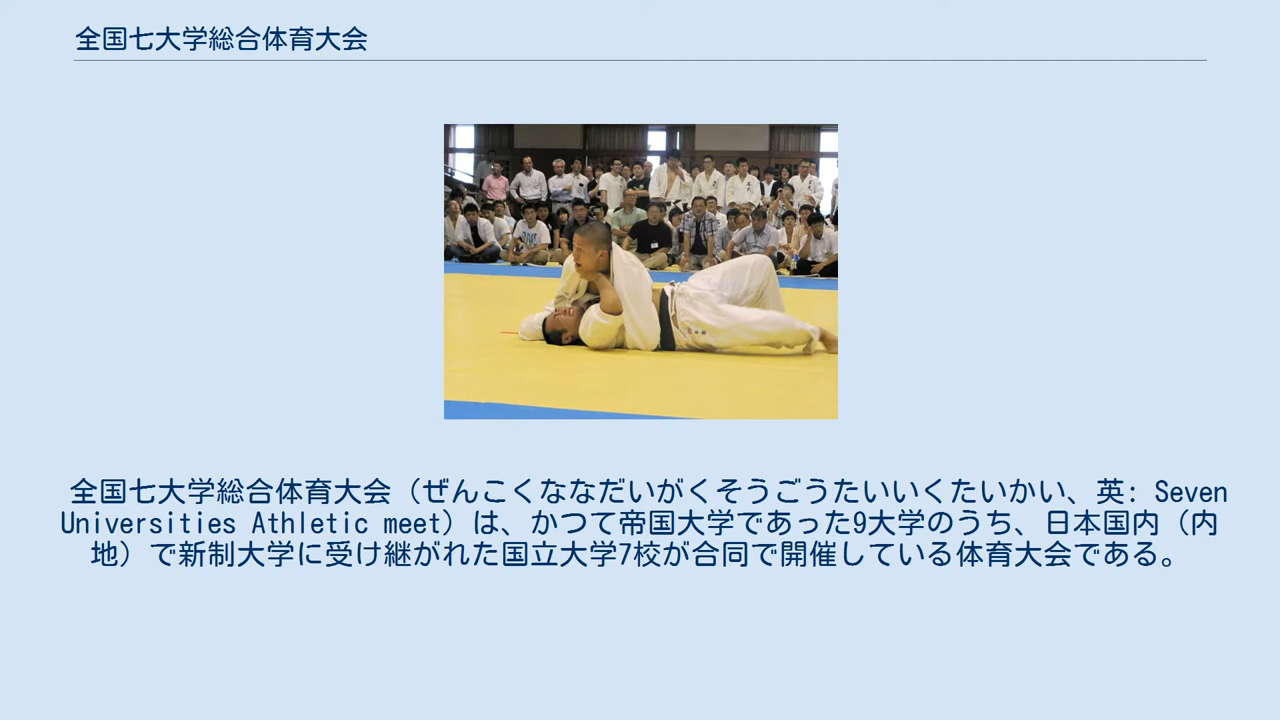 全国七大学総合体育大会
全国七大学総合体育大会（ぜんこくななだいがくそうごうたいいくたいかい、英: Seven
Universities Athletic meet）は、かつて帝国大学であった9大学のうち、日本国内（内
地）で新制大学に受け継がれた国立大学7校が合同で開催している体育大会である。